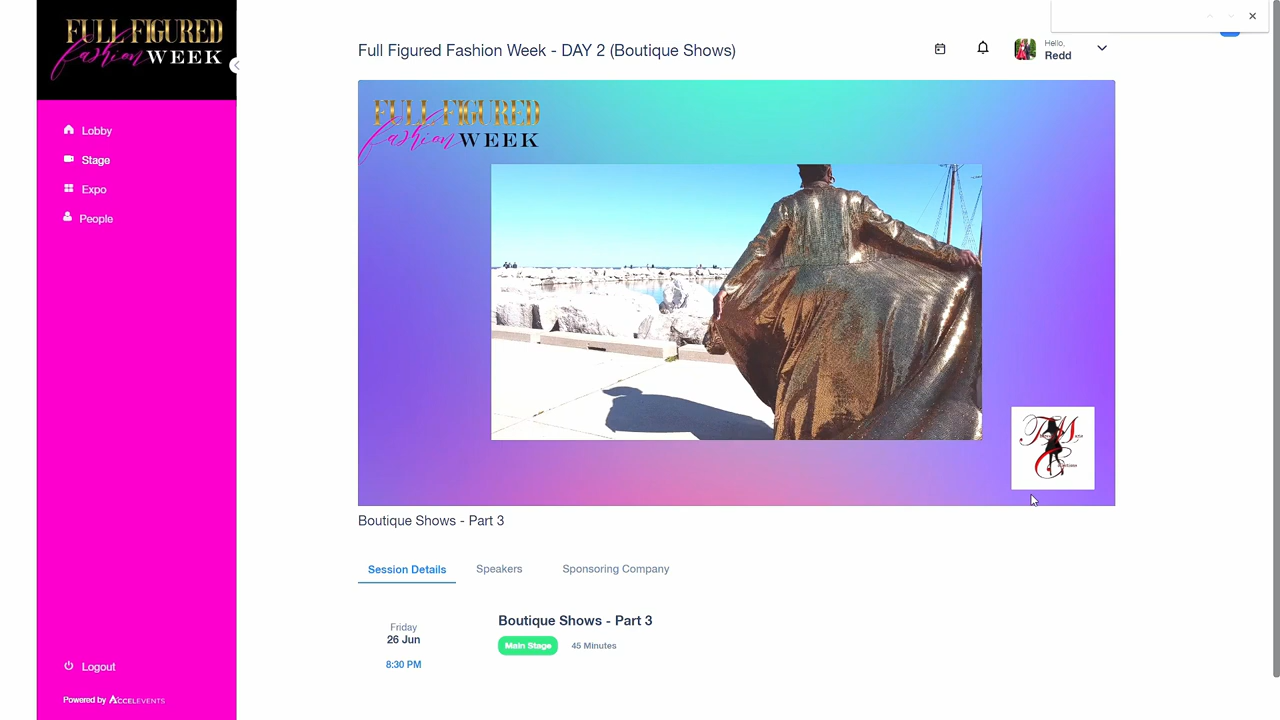 FULL FIGURED
fashion WEEK
Lobby
Stage
Expo
People
Logout
Powered by ACCELEVENTS
Full Figured Fashion Week - DAY 2 (Boutique Shows)
Hello,
Redd
FULL FIGURED
fashion WEEK
Boutique Shows - Part 3
Session Details
Speakers
Sponsoring Company
Friday
26 Jun
8:30 PM
Boutique Shows - Part 3
Main Stage
45 Minutes